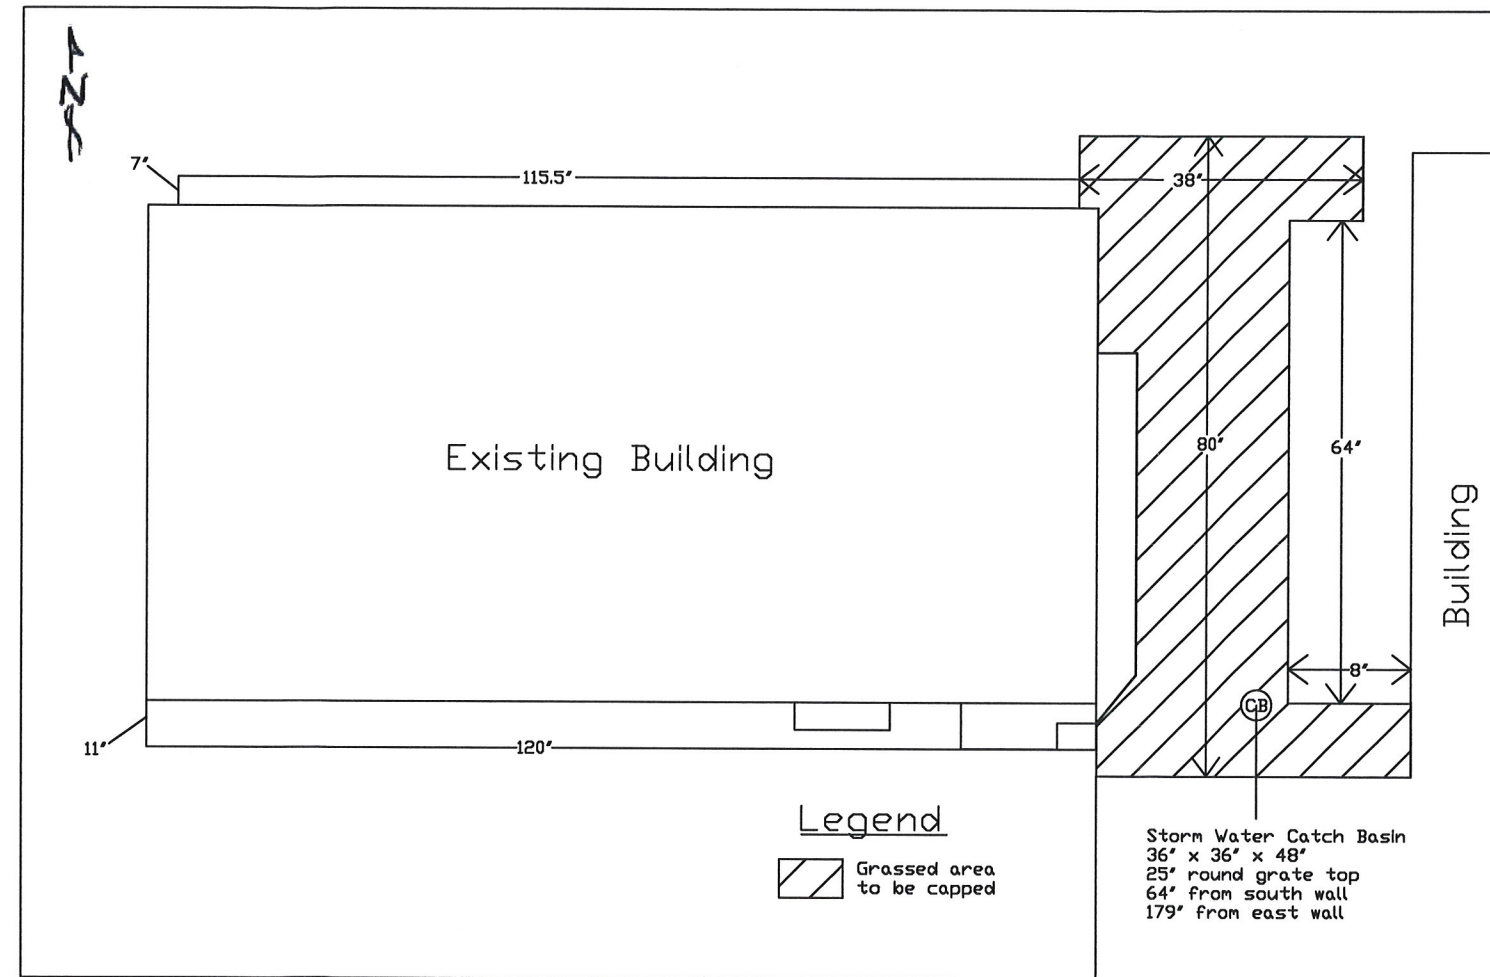 N
7"
115.5"
38"
Existing Building
80"
64"
Building
8"
CB
11"
120"
Legend
Grassed area
to be capped
Storm Water Catch Basin
36" x 36" x 48"
25" round grate top
64" from south wall
179" from east wall